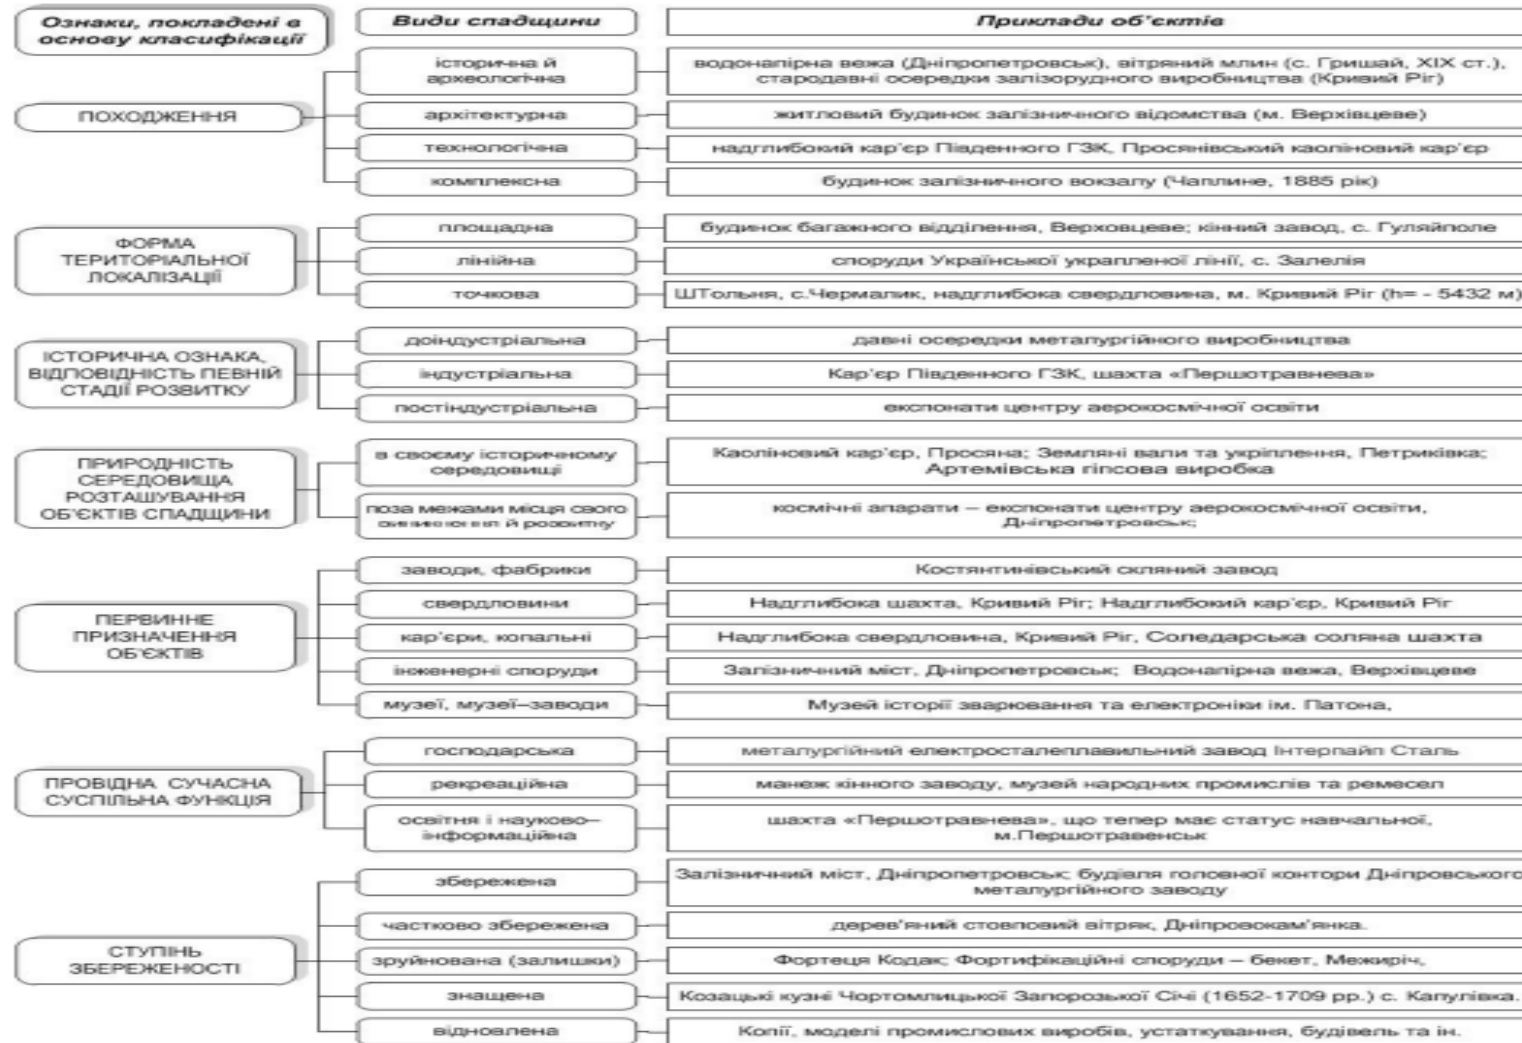 Ознаки, покладені в
основу класифікації
Види спадщини
Приклади об'єктів
ПОХОДЖЕННЯ
історична й
археологічна
водонапірна вежа (Дніпропетровськ), вітряний млин (с. Гришай, ХІХ ст.),
стародавні осередки залізорудного виробництва (Кривий Ріг)
архітектурна
житловий будинок залізничного відомства (м. Верхівцеве)
технологічна
надглибокий кар'єр Південного ГЗК, Просянівський каоліновий кар'єр
комплексна
будинок залізничного вокзалу (Чаплине, 1885 рік)
ФОРМА
ТЕРИТОРІАЛЬНОЇ
ЛОКАЛІЗАЦІЇ
площадна
будинок багажного відділення, Верховцеве; кінний завод, с. Гуляйполе
лінійна
споруди Української украпленої лінії, с. Залелія
точкова
ШТольня, с.Чермалик, надглибока свердловина, м. Кривий Ріг (h= - 5432 м)
ІСТОРИЧНА ОЗНАКА,
ВІДПОВІДНІСТЬ ПЕВНІЙ
СТАДІЇ РОЗВИТКУ
доіндустріальна
давні осередки металургійного виробництва
індустріальна
Кар'єр Південного ГЗК, шахта «Першотравнева»
постіндустріальна
експонати центру аерокосмічної освіти
ПРИРОДНІСТЬ
СЕРЕДОВИЩА
РОЗТАШУВАННЯ
ОБ'ЄКТІВ СПАДЩИНИ
в своєму історичному
середовищі
Каоліновий кар'єр, Просяна; Земляні вали та укріплення, Петриківка;
Артемівська гіпсова виробка
поза межами місця свого
виникнення й розвитку
космічні апарати – експонати центру аерокосмічної освіти,
Дніпропетровськ;
ПЕРВИННЕ
ПРИЗНАЧЕННЯ
ОБ'ЄКТІВ
заводи, фабрики
Костянтинівський скляний завод
свердловини
Надглибока шахта, Кривий Ріг; Надглибокий кар'єр, Кривий Ріг
кар'єри, копальні
Надглибока свердловина, Кривий Ріг, Соледарська соляна шахта
інженерні споруди
Залізничний міст, Дніпропетровськ; Водонапірна вежа, Верхівцеве
музеї, музеї–заводи
Музей історії зварювання та електроніки ім. Патона,
ПРОВІДНА СУЧАСНА
СУСПІЛЬНА ФУНКЦІЯ
господарська
металургійний електросталеплавильний завод Інтерпайп Сталь
рекреаційна
манеж кінного заводу, музей народних промислів та ремесел
освітня і науково–
інформаційна
шахта «Першотравнева», що тепер має статус навчальної,
м.Першотравенськ
СТУПІНЬ
ЗБЕРЕЖЕНОСТІ
збережена
Залізничний міст, Дніпропетровськ; будівля головної контори Дніпровського
металургійного заводу
частково збережена
дерев'яний стовповий вітряк, Дніпровокам'янка.
зруйнована (залишки)
Фортеця Кодак; Фортифікаційні споруди – бекет, Межиріч,
знащена
Козацькі кузні Чортомлицької Запорозької Січі (1652-1709 рр.) с. Капулівка.
відновлена
Копії, моделі промислових виробів, устаткування, будівель та ін.